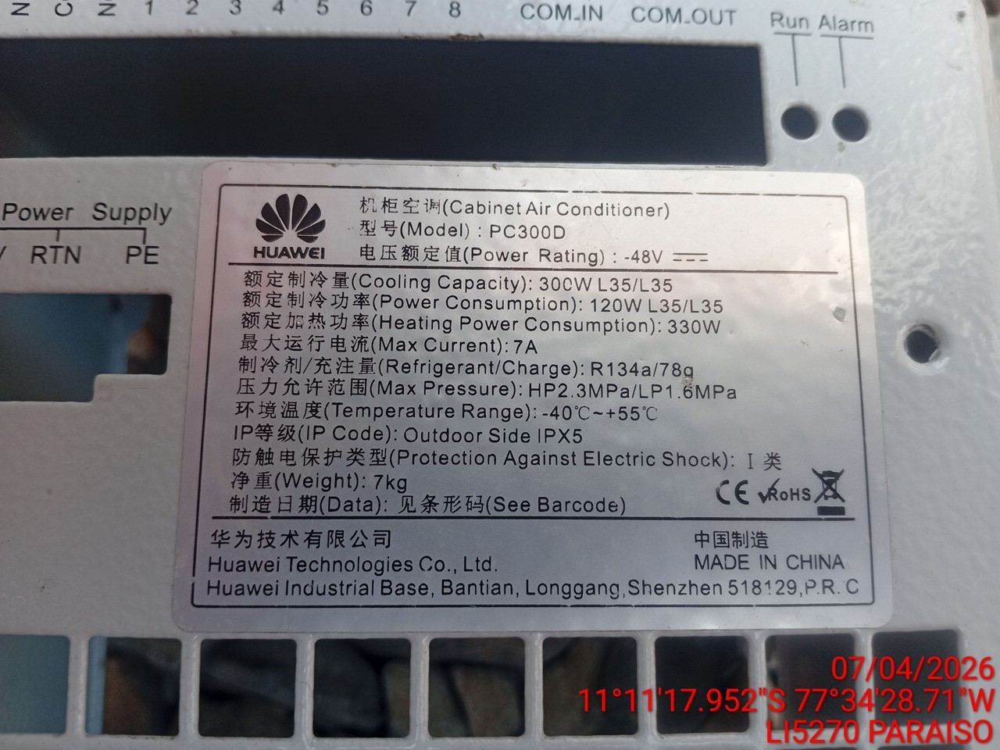 1 2 3 4 5 6 7 8 COM_IN COM_OUT
Run Alarm
Power Supply
RTN PE
HUAWEI
机柜空调(Cabinet Air Conditioner)
型号(Model) : PC300D
电压额定值(Power Rating) : -48V
额定制冷量(Cooling Capacity): 300W L35/L35
额定制冷功率(Power Consumption): 120W L35/L35
额定加热功率(Heating Power Consumption): 330W
最大运行电流(Max Current): 7A
制冷剂/充注量(Refrigerant/Charge): R134a/78g
压力允许范围(Max Pressure): HP2.3MPa/LP1.6MPa
环境温度(Temperature Range): -40℃~+55℃
IP等级(IP Code): Outdoor Side IPX5
防触电保护类型(Protection Against Electric Shock): I 类
净重(Weight): 7kg
制造日期(Data): 见条形码(See Barcode)
CE RoHS
华为技术有限公司
Huawei Technologies Co., Ltd.
中国制造
MADE IN CHINA
Huawei Industrial Base, Bantian, Longgang,Shenzhen 518129,P.R.C
07/04/2026
11°11'17.952"S 77°34'28.71"W
LI5270 PARAISO